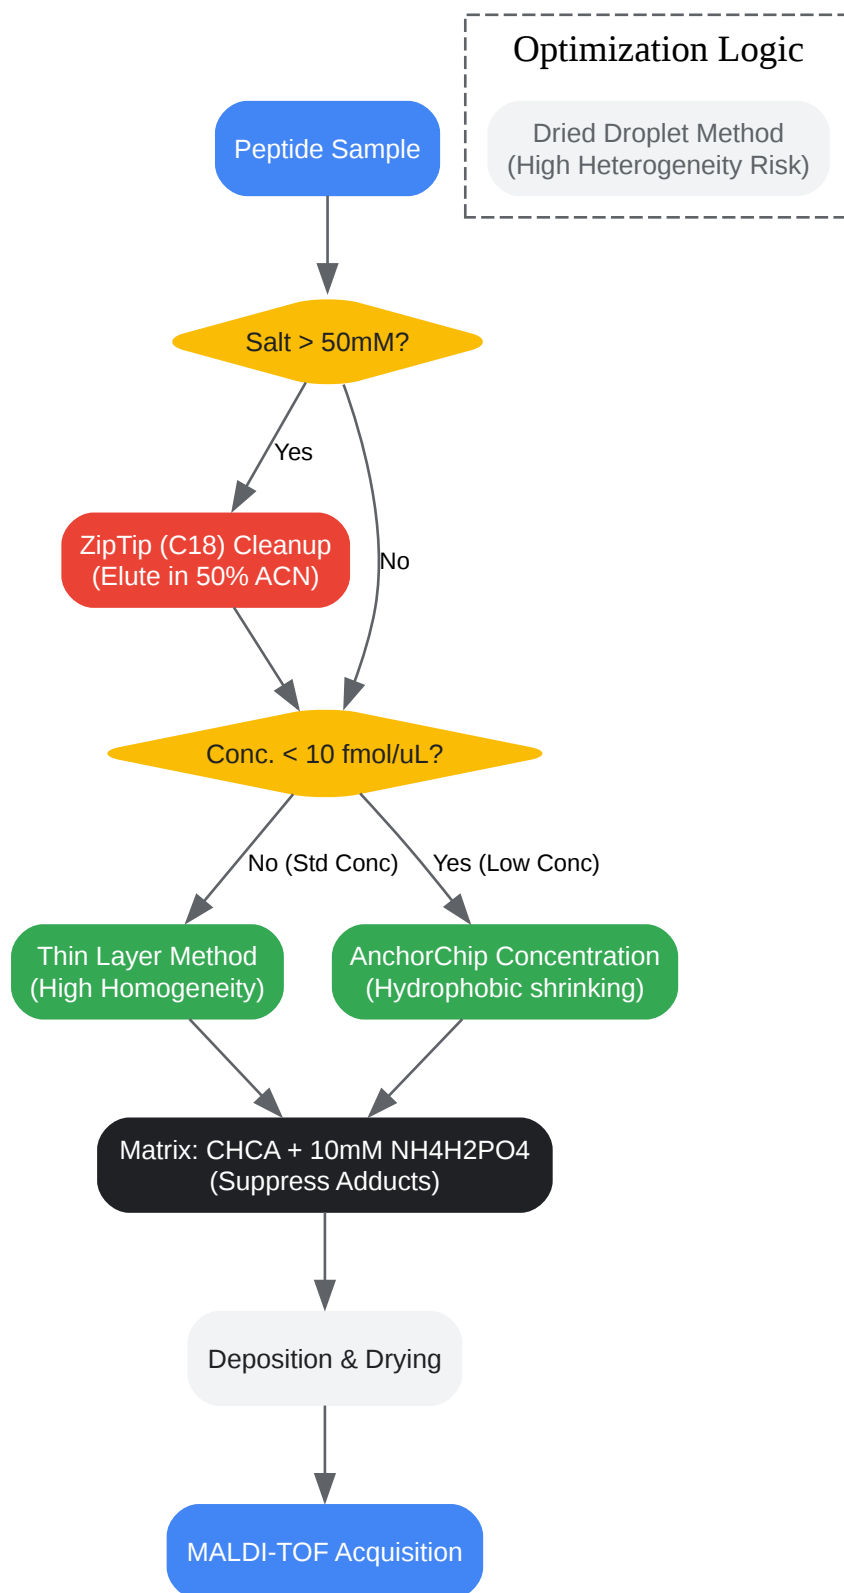 Optimization Logic
Dried Droplet Method
(High Heterogeneity Risk)
Peptide Sample
Salt > 50mM?
Yes
No
ZipTip (C18) Cleanup
(Elute in 50% ACN)
Conc. < 10 fmol/uL?
No (Std Conc)
Yes (Low Conc)
Thin Layer Method
(High Homogeneity)
AnchorChip Concentration
(Hydrophobic shrinking)
Matrix: CHCA + 10mM NH4H2PO4
(Suppress Adducts)
Deposition & Drying
MALDI-TOF Acquisition